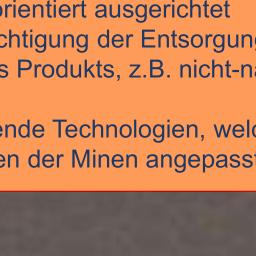 orientiert ausgerichtet
chtigung der Entsorgung
s Produkts, z.B. nicht-na
ende Technologien, welc
en der Minen angepasst